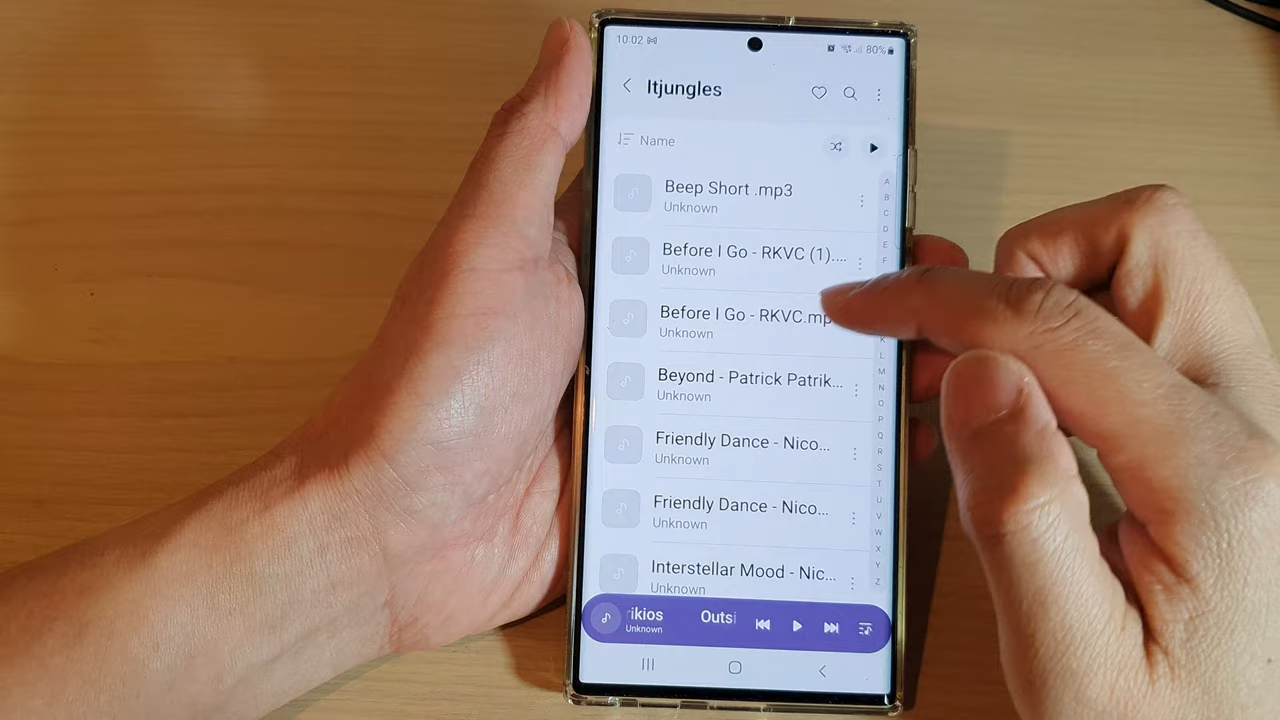 10:02
80%
Itjungles
Name
Beep Short .mp3
Unknown
Before I Go - RKVC (1)....
Unknown
Before I Go - RKVC.mp
Unknown
Beyond - Patrick Patrik...
Unknown
Friendly Dance - Nico...
Unknown
Friendly Dance - Nico...
Unknown
Interstellar Mood - Nic...
Unknown
A
B
C
D
E
F
K
L
M
N
O
P
Q
R
S
T
U
V
W
X
Y
Z
ikios Outsi
Unknown